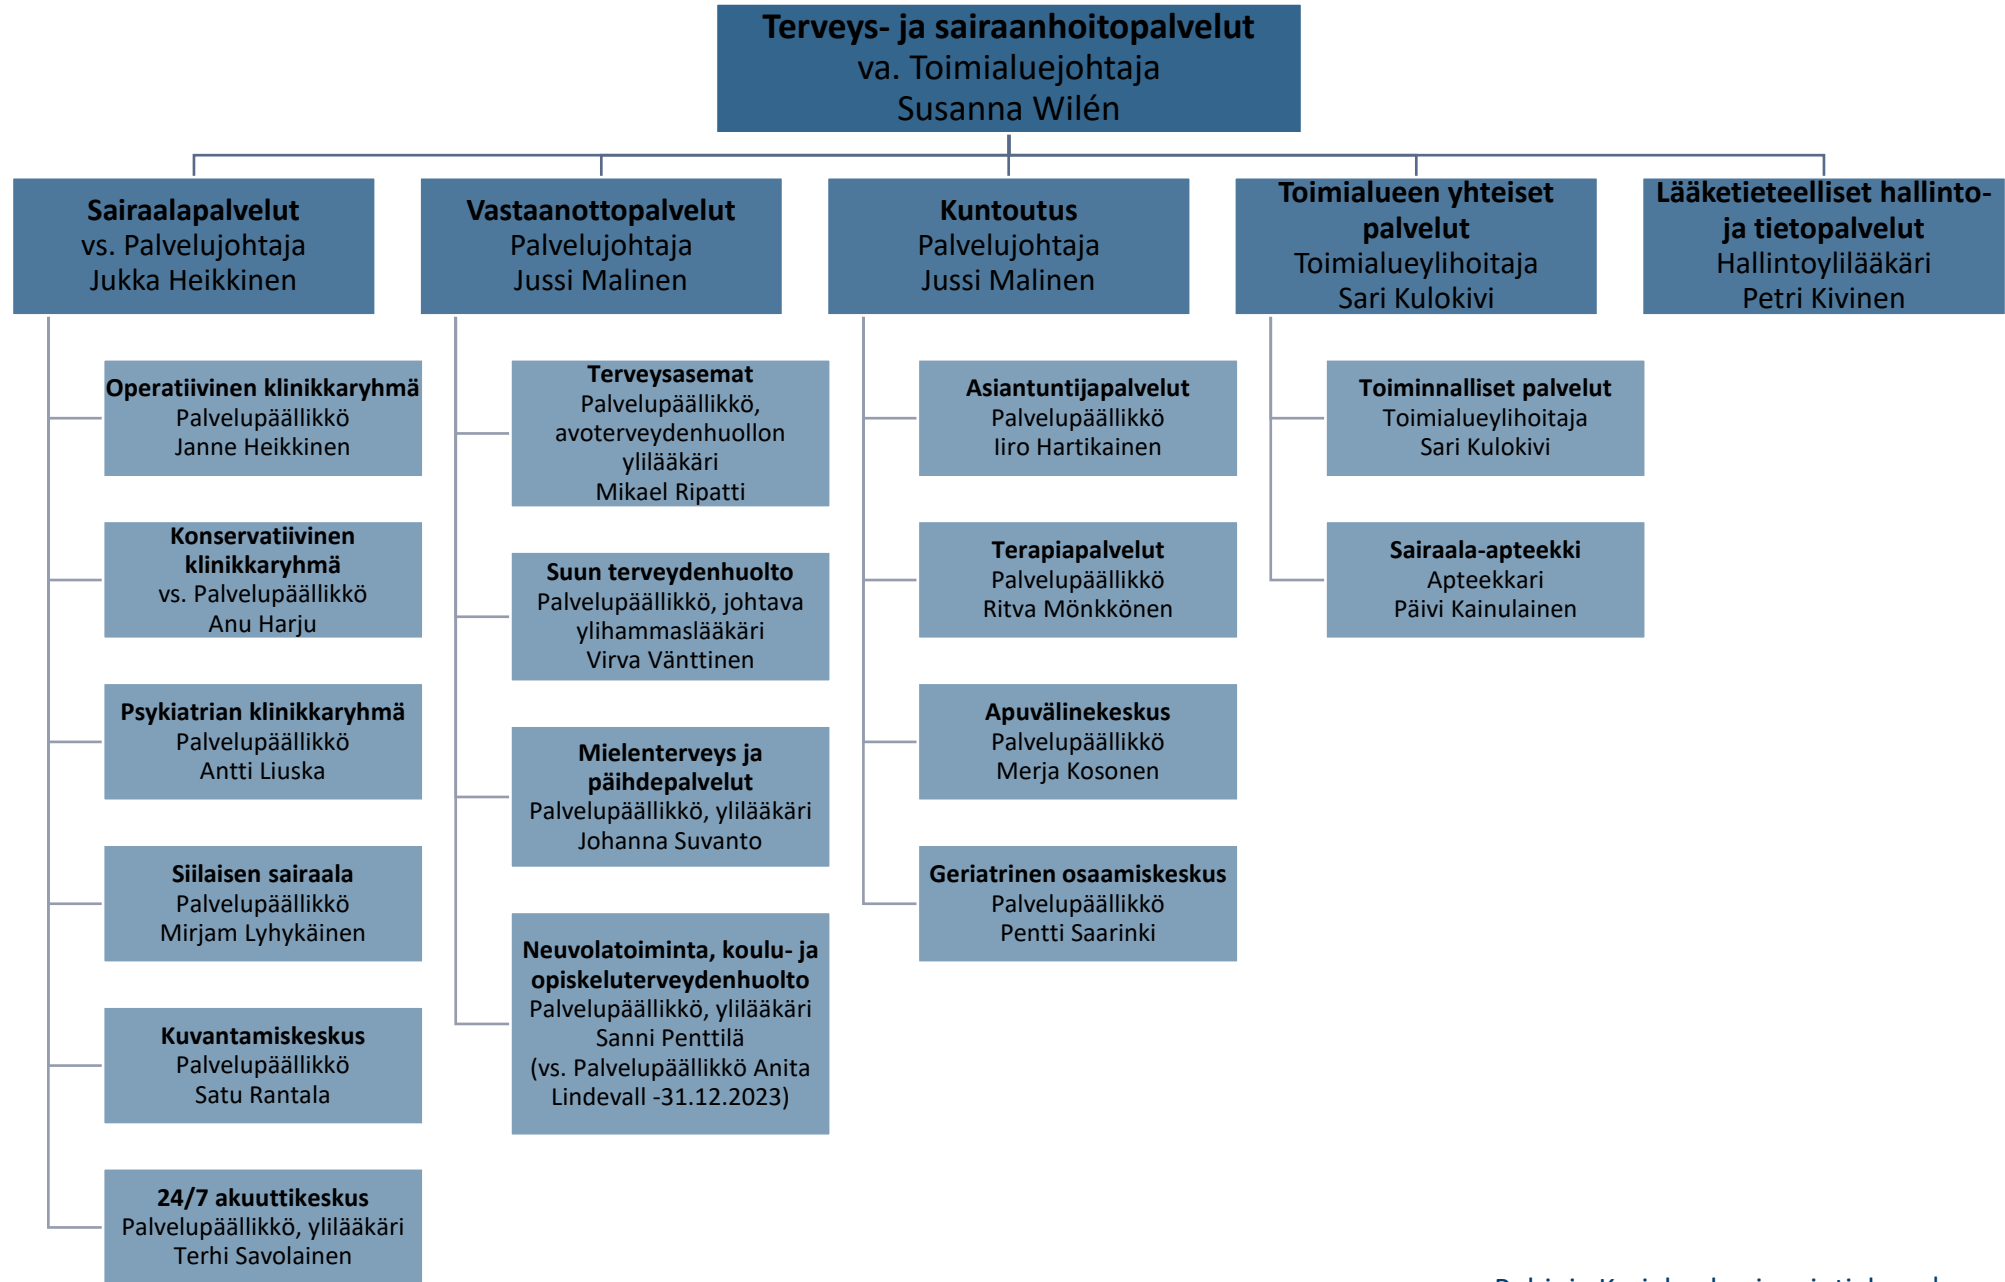 Terveys- ja sairaanhoitopalvelut
va. Toimialuejohtaja
Susanna Wilén
Sairaalapalvelut
vs. Palvelujohtaja
Jukka Heikkinen
Operatiivinen klinikkaryhmä
Palvelupäällikkö
Janne Heikkinen
Konservatiivinen
klinikkaryhmä
vs. Palvelupäällikkö
Anu Harju
Psykiatrian klinikkaryhmä
Palvelupäällikkö
Antti Liuska
Siilaisen sairaala
Palvelupäällikkö
Mirjam Lyhykäinen
Kuvantamiskeskus
Palvelupäällikkö
Satu Rantala
24/7 akuuttikeskus
Palvelupäällikkö, ylilääkäri
Terhi Savolainen
Vastaanottopalvelut
Palvelujohtaja
Jussi Malinen
Terveysasemat
Palvelupäällikkö,
avoterveydenhuollon
ylilääkäri
Mikael Ripatti
Suun terveydenhuolto
Palvelupäällikkö, johtava
ylihammaslääkäri
Virva Vänttinen
Mielenterveys ja
päihdepalvelut
Palvelupäällikkö, ylilääkäri
Johanna Suvanto
Neuvolatoiminta, koulu- ja
opiskeluterveydenhuolto
Palvelupäällikkö, ylilääkäri
Sanni Penttilä
(vs. Palvelupäällikkö Anita
Lindevall -31.12.2023)
Kuntoutus
Palvelujohtaja
Jussi Malinen
Asiantuntijapalvelut
Palvelupäällikkö
Iiro Hartikainen
Terapiapalvelut
Palvelupäällikkö
Ritva Mönkkönen
Apuvälinekeskus
Palvelupäällikkö
Merja Kosonen
Geriatrinen osaamiskeskus
Palvelupäällikkö
Pentti Saarinki
Toimialueen yhteiset
palvelut
Toimialueylihoitaja
Sari Kulokivi
Toiminnalliset palvelut
Toimialueylihoitaja
Sari Kulokivi
Sairaala-apteekki
Apteekkari
Päivi Kainulainen
Lääketieteelliset hallinto-
ja tietopalvelut
Hallintoylilääkäri
Petri Kivinen